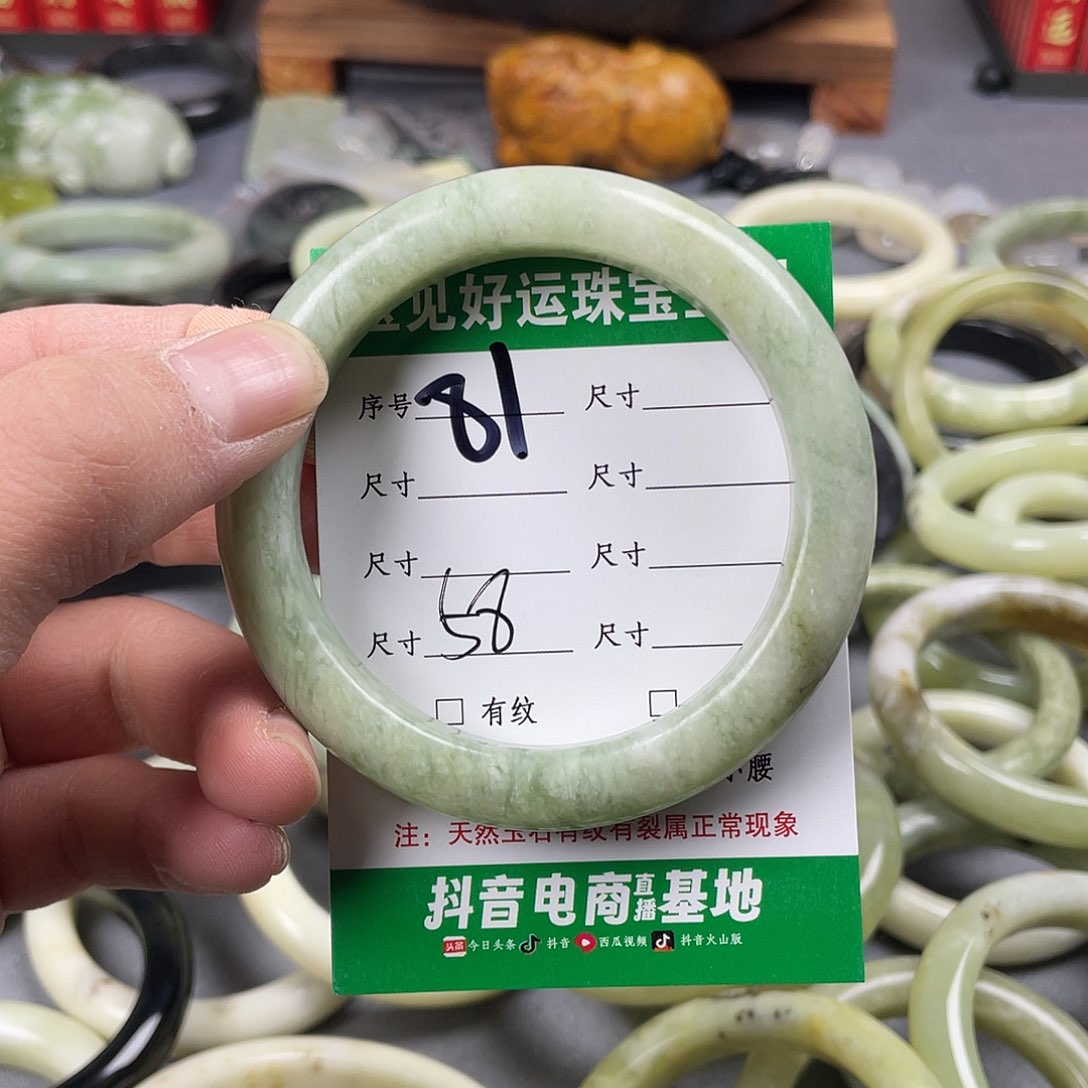 见好运珠宝
序号 81 尺寸
尺寸 尺寸
尺寸 尺寸
尺寸 58 尺寸
□ 有纹 □
腰
注：天然玉石有纹有裂属正常现象
抖音电商直播基地
头条 今日头条 抖音 西瓜视频 抖音火山版